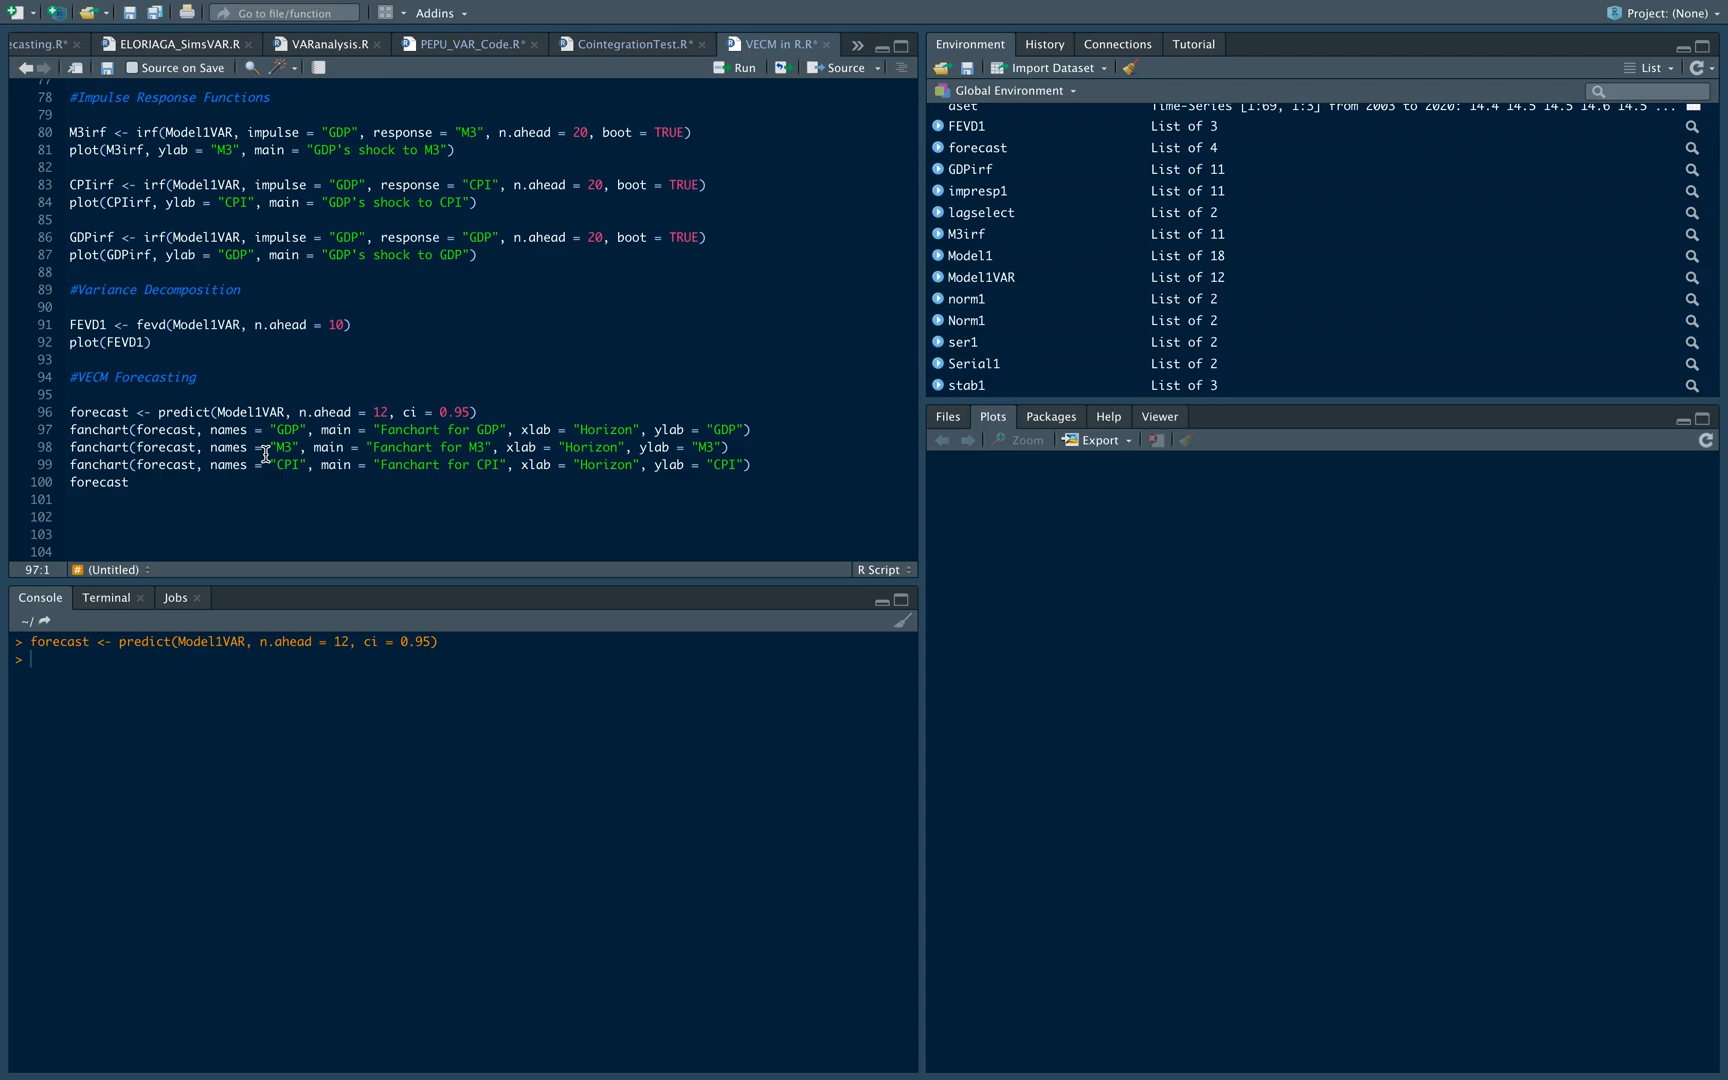 Go to file/function
Addins
Project: (None)
ecasting.R*
ELORIAGA_SimsVAR.R
VARanalysis.R
PEPU_VAR_Code.R*
CointegrationTest.R*
VECM in R.R*
Source on Save
Run
Source
77
78 #Impulse Response Functions
79
80 M3irf <- irf(Model1VAR, impulse = "GDP", response = "M3", n.ahead = 20, boot = TRUE)
81 plot(M3irf, ylab = "M3", main = "GDP's shock to M3")
82
83 CPIirf <- irf(Model1VAR, impulse = "GDP", response = "CPI", n.ahead = 20, boot = TRUE)
84 plot(CPIirf, ylab = "CPI", main = "GDP's shock to CPI")
85
86 GDPirf <- irf(Model1VAR, impulse = "GDP", response = "GDP", n.ahead = 20, boot = TRUE)
87 plot(GDPirf, ylab = "GDP", main = "GDP's shock to GDP")
88
89 #Variance Decomposition
90
91 FEVD1 <- fevd(Model1VAR, n.ahead = 10)
92 plot(FEVD1)
93
94 #VECM Forecasting
95
96 forecast <- predict(Model1VAR, n.ahead = 12, ci = 0.95)
97 fanchart(forecast, names = "GDP", main = "Fanchart for GDP", xlab = "Horizon", ylab = "GDP")
98 fanchart(forecast, names = "M3", main = "Fanchart for M3", xlab = "Horizon", ylab = "M3")
99 fanchart(forecast, names = "CPI", main = "Fanchart for CPI", xlab = "Horizon", ylab = "CPI")
100 forecast
101
102
103
104
97:1
(Untitled)
R Script
Console
Terminal
Jobs
~/
> forecast <- predict(Model1VAR, n.ahead = 12, ci = 0.95)
>
Environment
History
Connections
Tutorial
Import Dataset
List
Global Environment
aset Time-Series [1:69, 1:3] from 2003 to 2020: 14.4 14.5 14.5 14.6 14.5 ...
FEVD1 List of 3
forecast List of 4
GDPirf List of 11
impresp1 List of 11
lagselect List of 2
M3irf List of 11
Model1 List of 18
Model1VAR List of 12
norm1 List of 2
Norm1 List of 2
ser1 List of 2
Serial1 List of 2
stab1 List of 3
Files
Plots
Packages
Help
Viewer
Zoom
Export